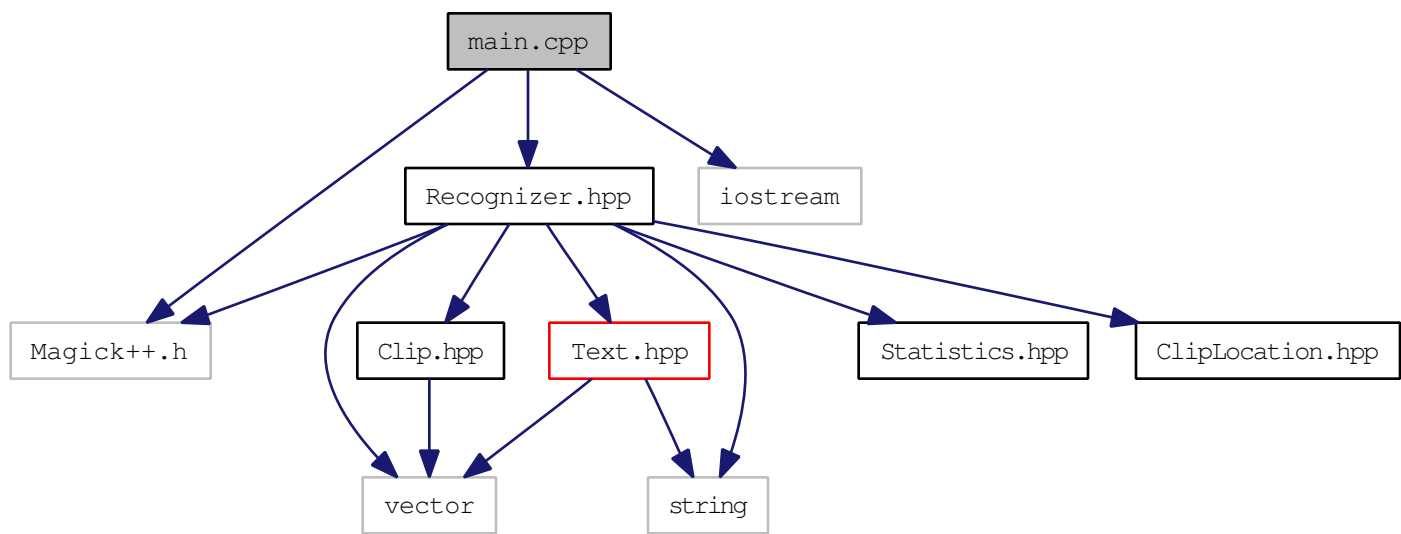 main.cpp
Recognizer.hpp
iostream
Magick++.h
Clip.hpp
Text.hpp
Statistics.hpp
ClipLocation.hpp
vector
string